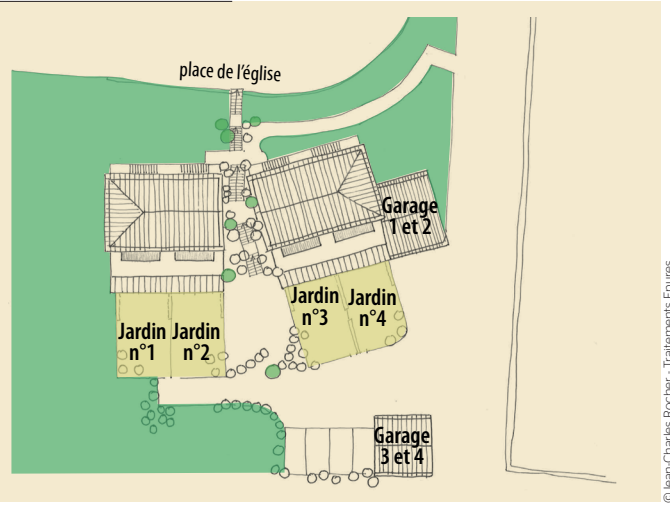 place de l'église
Garage
1 et 2
Jardin
n°3
Jardin
n°4
Jardin
n°1
Jardin
n°2
Garage
3 et 4
©Jean-Charles Rocher - Traitements Epures